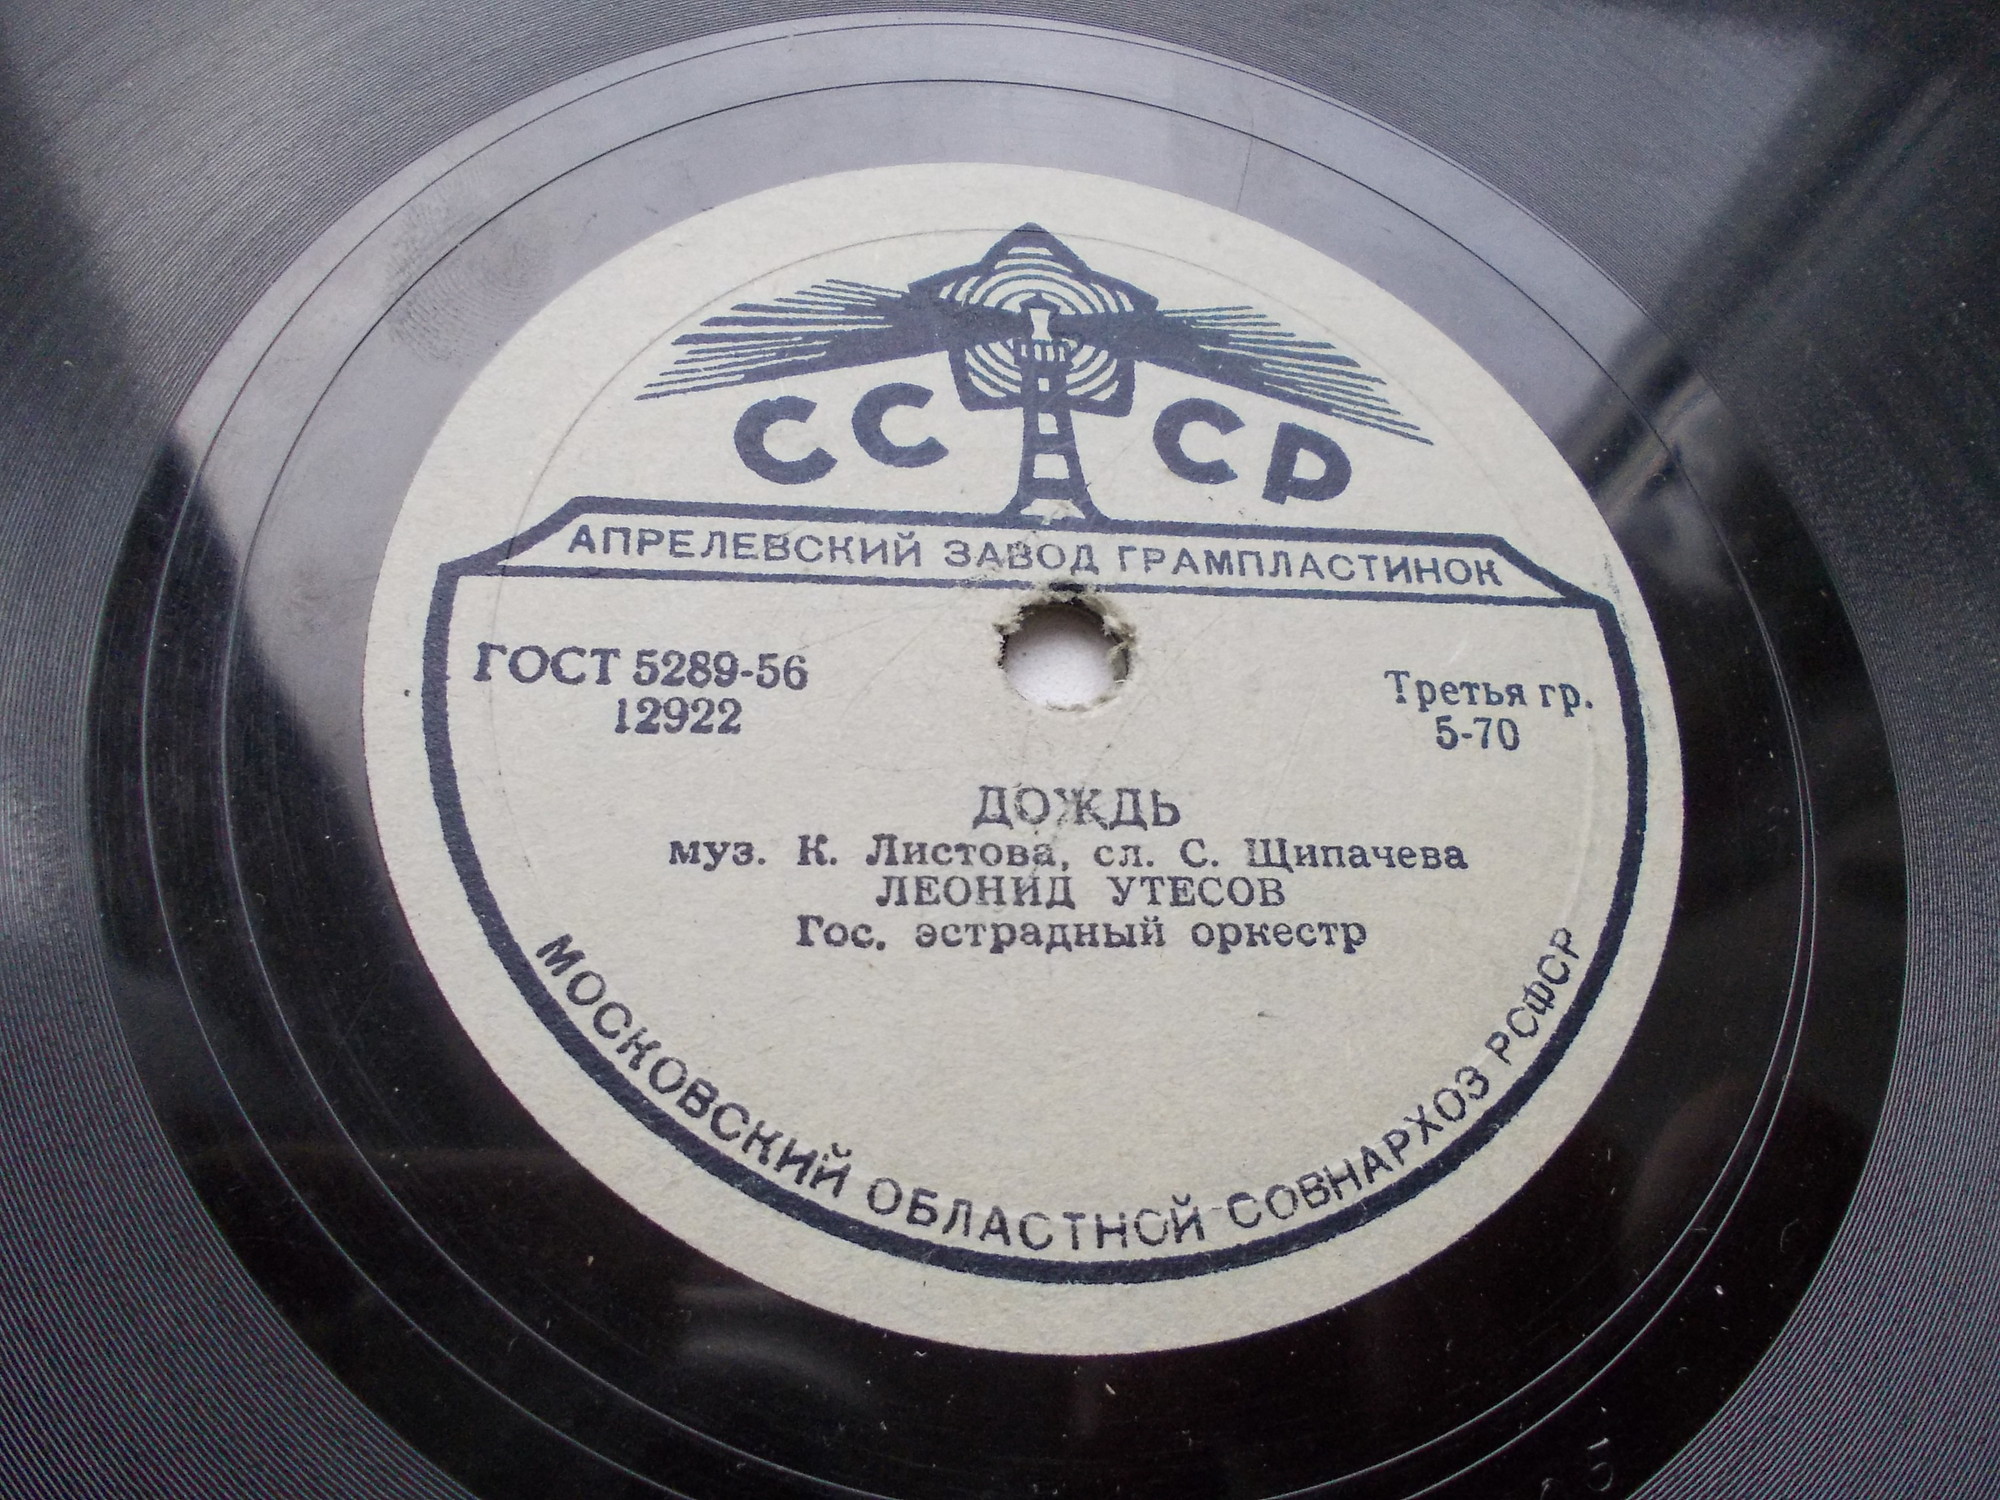 СССР
АПРЕЛЕВСКИЙ ЗАВОД ГРАМПЛАСТИНОК
ГОСТ 5289-56
12922
Третья гр.
5-70
ДОЖДЬ
муз. К. Листова, сл. С. Щипачева
ЛЕОНИД УТЕСОВ
Гос. эстрадный оркестр
МОСКОВСКИЙ ОБЛАСТНОЙ СОВНАРХОЗ РСФСР